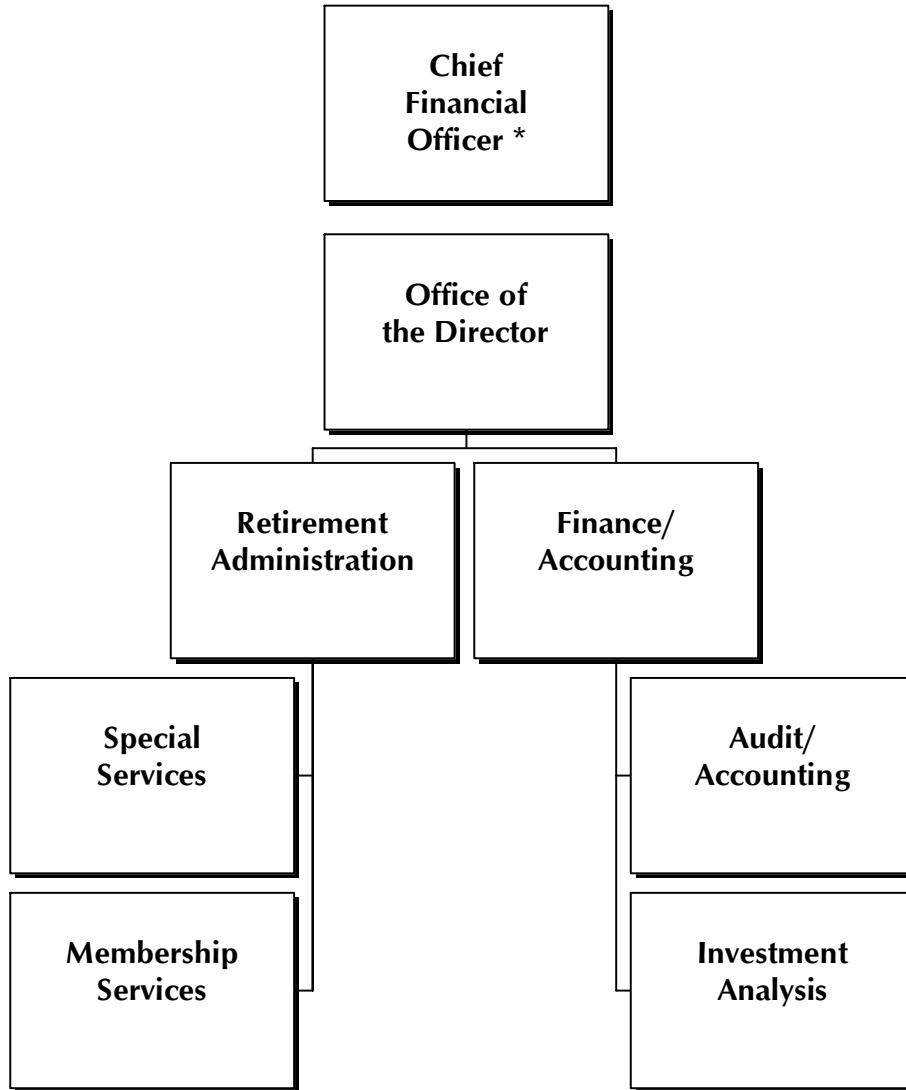 Chief
Financial
Officer *
Office of
the Director
Retirement
Administration
Finance/
Accounting
Special
Services
Audit/
Accounting
Membership
Services
Investment
Analysis